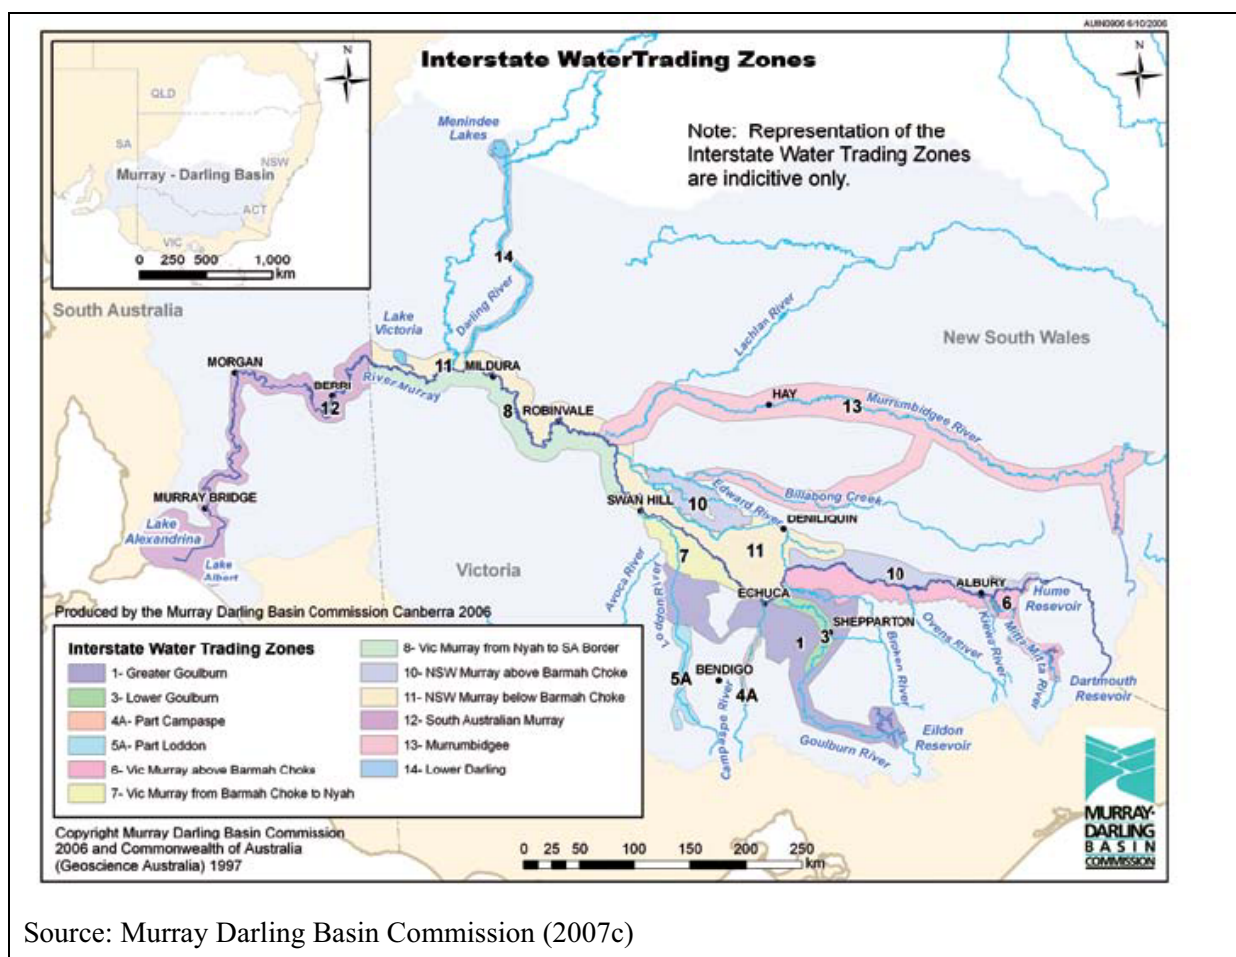 AUIN0906 6/10/2006
Interstate WaterTrading Zones
N
N
QLD
SA
NSW
Murray - Darling Basin
ACT
VIC
0 250 500 1,000
km
Note: Representation of the
Interstate Water Trading Zones
are indicitive only.
Menindee
Lakes
14
Darling River
South Australia
Lake
Victoria
Lachlan River
New South Wales
MORGAN
11
MILDURA
BERRI
12
River Murray
8
ROBINVALE
HAY
13
Murrumbidgee River
MURRAY BRIDGE
SWAN HILL
10
Edward River
Billabong Creek
DENILIQUIN
Lake
Alexandrina
Lake
Albert
Victoria
7
11
10
ALBURY
Avoca River
Loddon River
ECHUCA
6
Hume
Resevoir
SHEPPARTON
1
3
Broken River
Ovens River
Kiewa River
Mitta Mitta River
BENDIGO
5A
4A
Campaspe River
Goulburn River
Eildon
Resevoir
Dartmouth
Resevoir
Produced by the Murray Darling Basin Commission Canberra 2006
Interstate Water Trading Zones
1- Greater Goulburn
3- Lower Goulburn
4A- Part Campaspe
5A- Part Loddon
6- Vic Murray above Barmah Choke
7- Vic Murray from Barmah Choke to Nyah
8- Vic Murray from Nyah to SA Border
10- NSW Murray above Barmah Choke
11- NSW Murray below Barmah Choke
12- South Australian Murray
13- Murrumbidgee
14- Lower Darling
Copyright Murray Darling Basin Commission
2006 and Commonwealth of Australia
(Geoscience Australia) 1997
0 25 50 100 150 200 250
km
MURRAY-
DARLING
BASIN
COMMISSION
Source: Murray Darling Basin Commission (2007c)